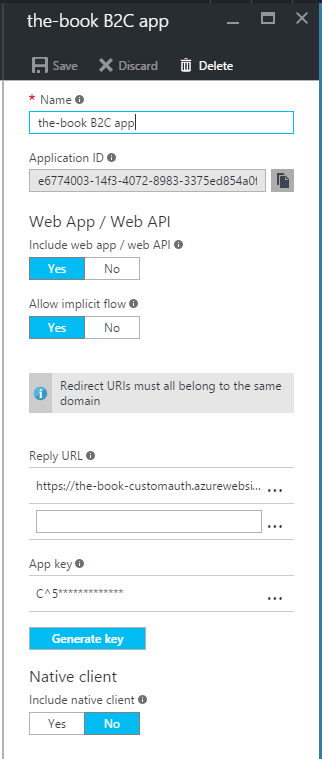 the-book B2C app
Save Discard Delete
* Name
the-book B2C app
Application ID
e6774003-14f3-4072-8983-3375ed854a0f
Web App / Web API
Include web app / web API
Yes No
Allow implicit flow
Yes No
Redirect URIs must all belong to the same
domain
Reply URL
https://the-book-customauth.azurewebsi... ...
...
App key
C^5************* ...
Generate key
Native client
Include native client
Yes No